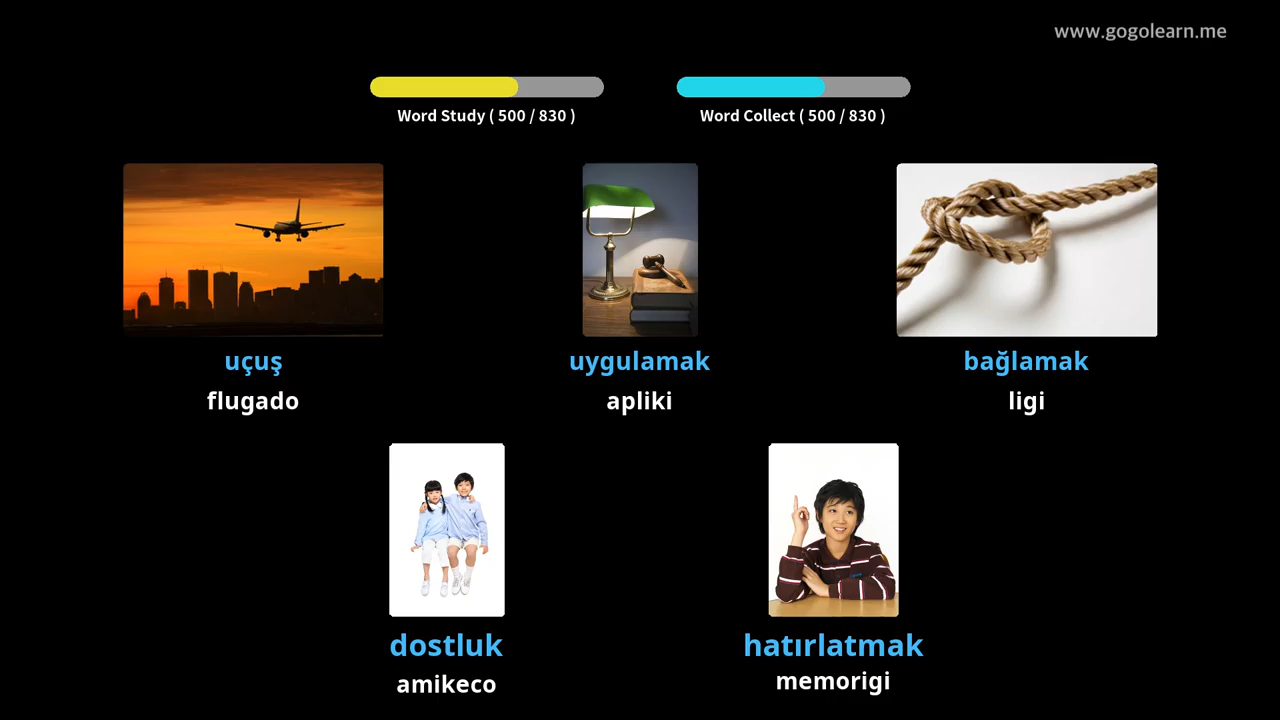 www.gogolearn.me
Word Study ( 500 / 830 )
Word Collect ( 500 / 830 )
uçuş
flugado
uygulamak
apliki
bağlamak
ligi
dostluk
amikeco
hatırlatmak
memorigi